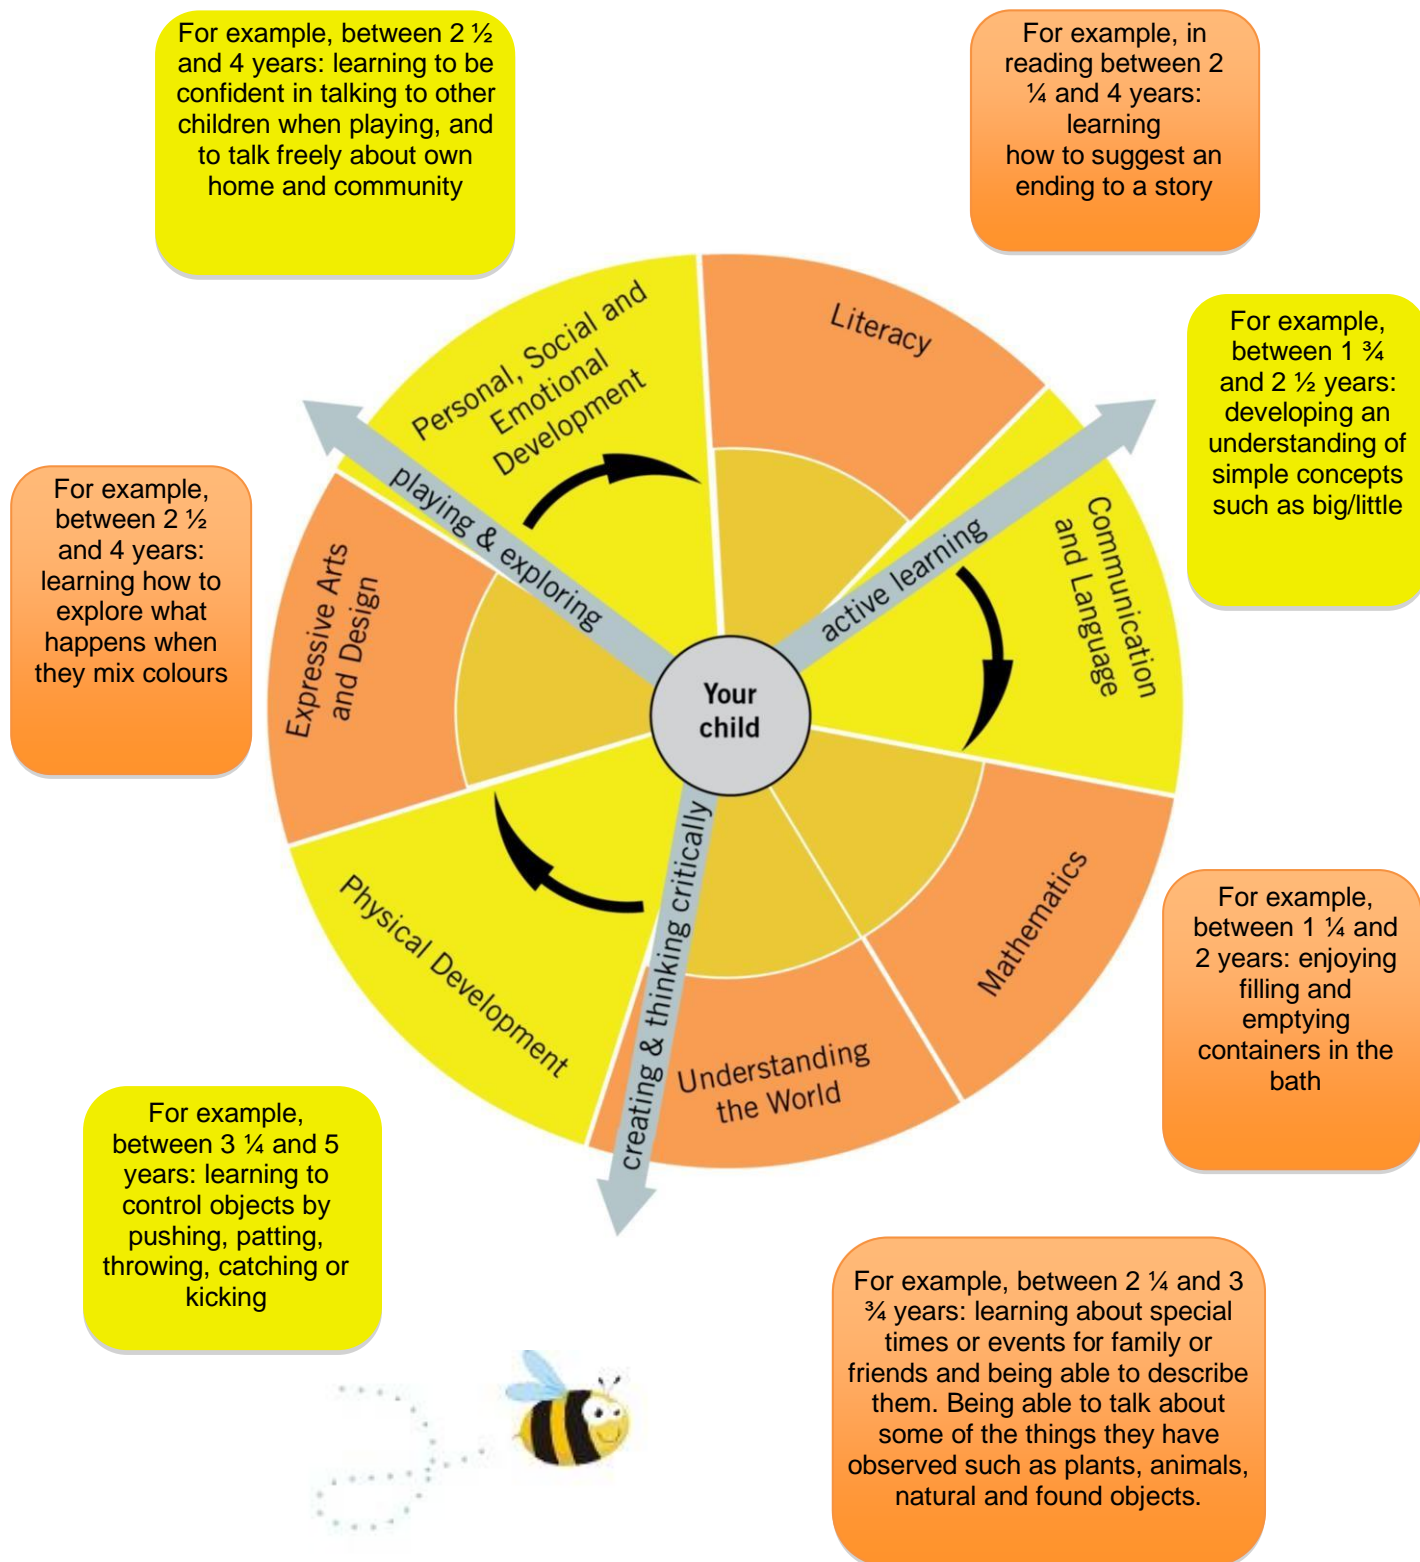 For example, between 2 ½
and 4 years: learning to be
confident in talking to other
children when playing, and
to talk freely about own
home and community
For example, in
reading between 2
¼ and 4 years:
learning
how to suggest an
ending to a story
Personal, Social and
Emotional
Development
Literacy
For example,
between 1 ¾
and 2 ½ years:
developing an
understanding of
simple concepts
such as big/little
For example,
between 2 ½
and 4 years:
learning how to
explore what
happens when
they mix colours
playing & exploring
active learning
Communication
and Language
Expressive Arts
and Design
Your
child
creating & thinking critically
Physical Development
Mathematics
Understanding
the World
For example,
between 1 ¼ and
2 years: enjoying
filling and
emptying
containers in the
bath
For example,
between 3 ¼ and 5
years: learning to
control objects by
pushing, patting,
throwing, catching or
kicking
For example, between 2 ¼ and 3
¾ years: learning about special
times or events for family or
friends and being able to describe
them. Being able to talk about
some of the things they have
observed such as plants, animals,
natural and found objects.